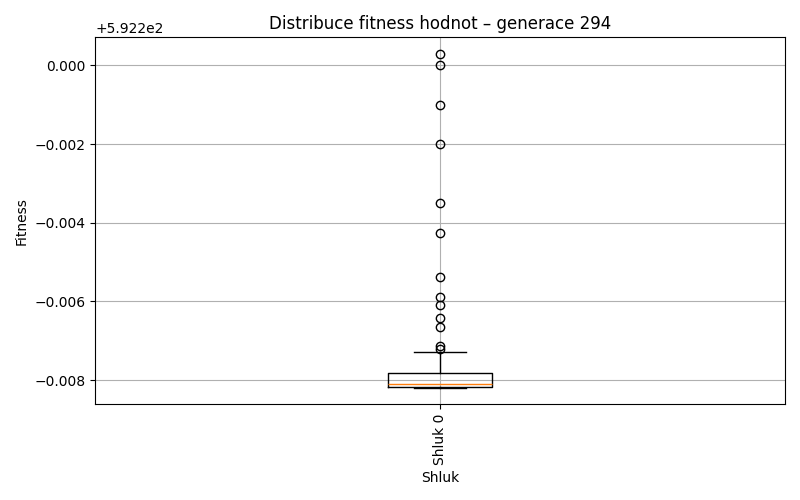 Distribuce fitness hodnot – generace 294
+5.922e2
0.000
−0.002
−0.004
−0.006
−0.008
Fitness
Shluk 0
Shluk